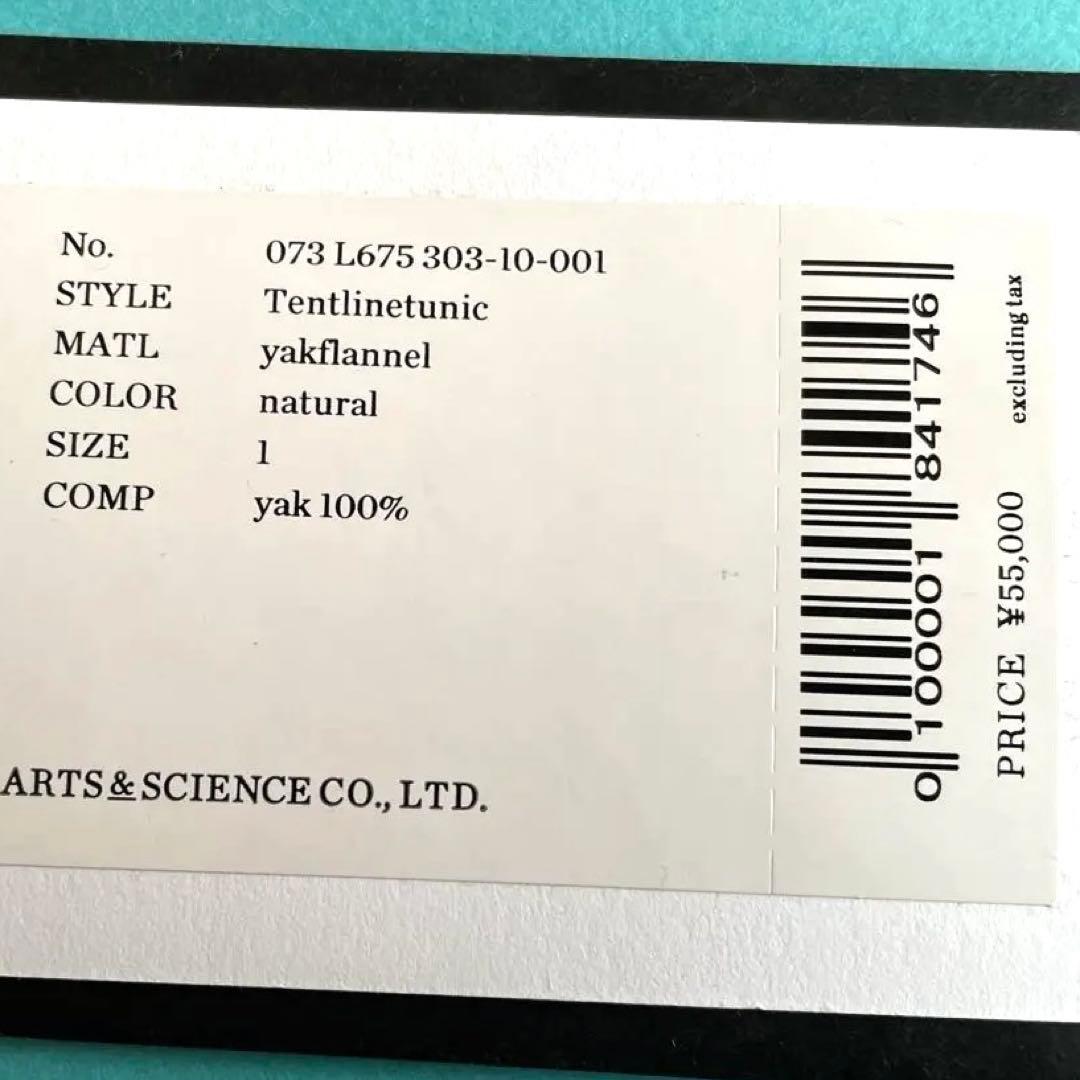 No. 073 L675 303-10-001
STYLE Tentlinetunic
MATL yakflannel
COLOR natural
SIZE 1
COMP yak 100%
ARTS&SCIENCE CO., LTD.
0 100001 841746
PRICE ¥55,000 excluding tax